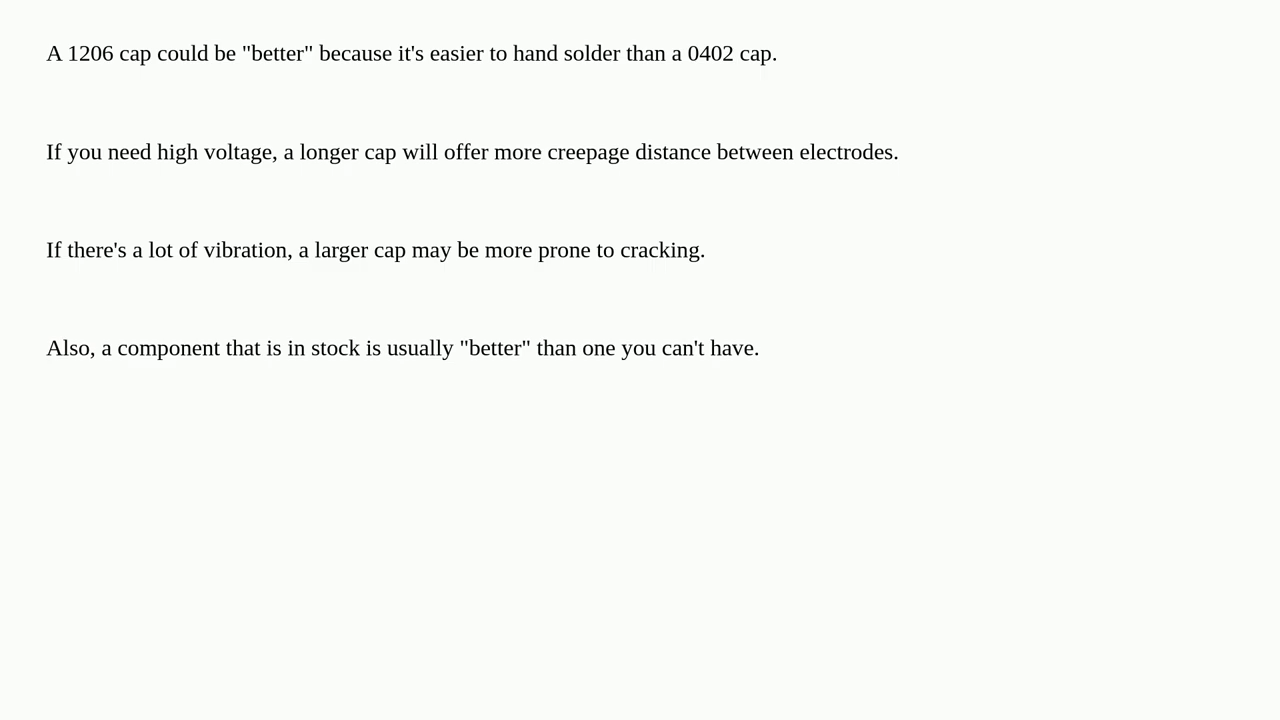 A 1206 cap could be "better" because it's easier to hand solder than a 0402 cap.
If you need high voltage, a longer cap will offer more creepage distance between electrodes.
If there's a lot of vibration, a larger cap may be more prone to cracking.
Also, a component that is in stock is usually "better" than one you can't have.